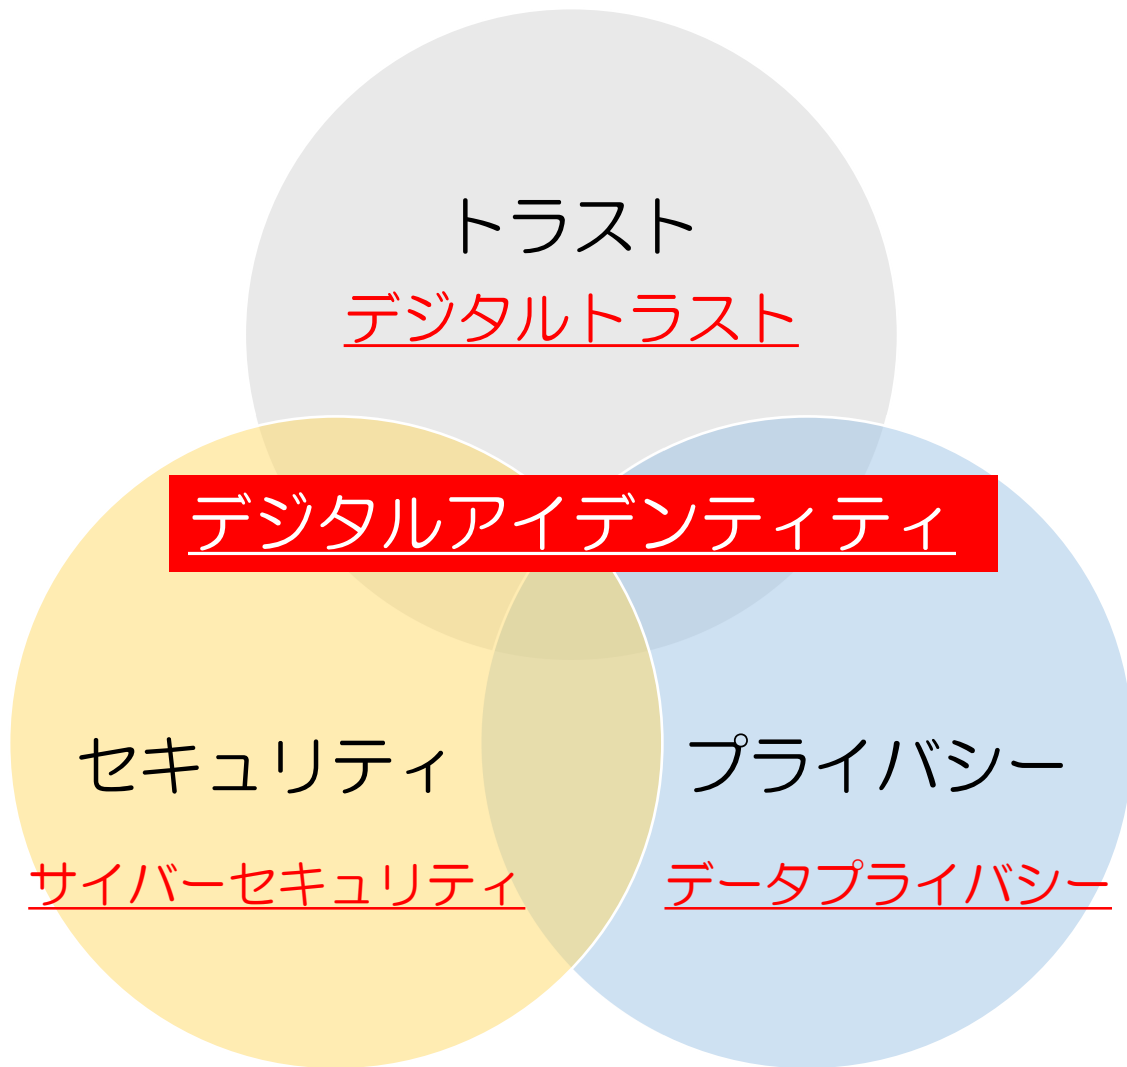 トラスト
デジタルトラスト
デジタルアイデンティティ
セキュリティ
プライバシー
サイバーセキュリティ
データプライバシー